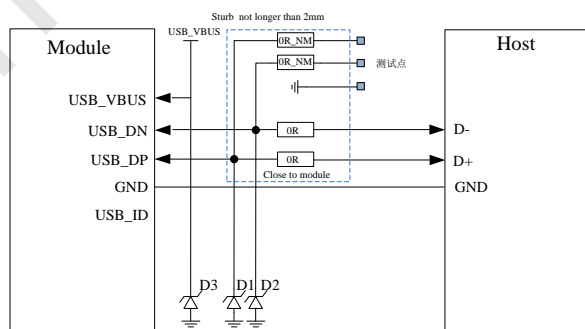 Sturb not longer than 2mm
USB_VBUS
Module
Host
0R_NM
0R_NM
测试点
USB_VBUS
USB_DN
0R
D-
USB_DP
0R
D+
Close to module
GND
GND
USB_ID
D3
D1
D2